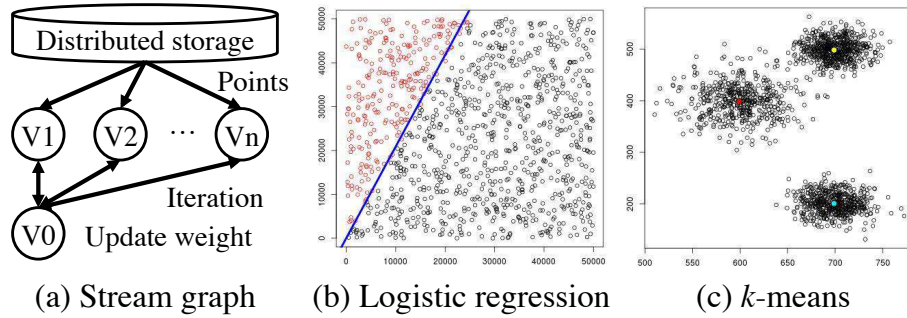 Distributed storage
Points
V1
V2
...
Vn
Iteration
V0
Update weight
(a) Stream graph
50000
40000
30000
20000
10000
0
0
10000
20000
30000
40000
50000
(b) Logistic regression
500
400
300
200
500
550
600
650
700
750
(c) k-means